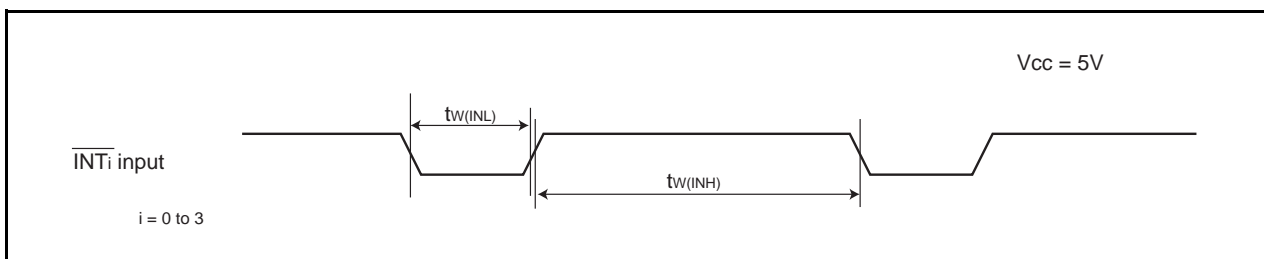 Vcc = 5V
tW(INL)
INTi input
tW(INH)
i = 0 to 3